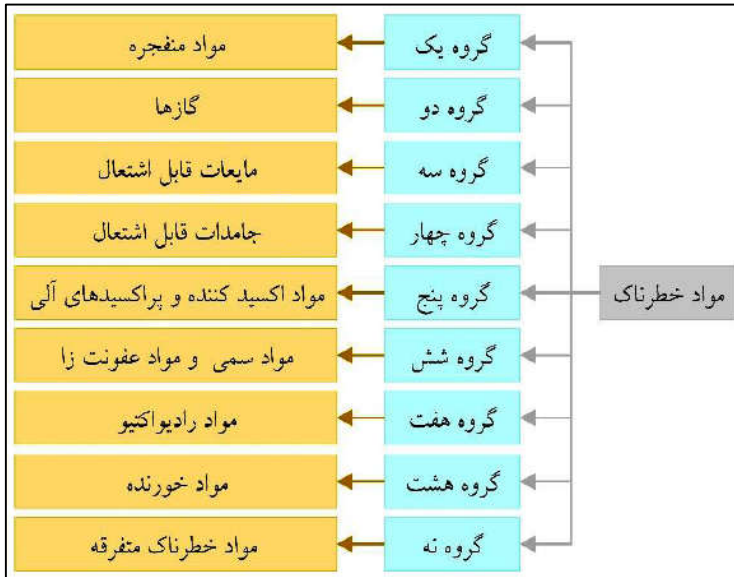 مواد خطرناک
گروه یک
مواد منفجره
گروه دو
گازها
گروه سه
مایعات قابل اشتعال
گروه چهار
جامدات قابل اشتعال
گروه پنج
مواد اکسید کننده و پراکسیدهای آلی
گروه شش
مواد سمی و مواد عفونت زا
گروه هفت
مواد رادیواکتیو
گروه هشت
مواد خورنده
گروه نه
مواد خطرناک متفرقه